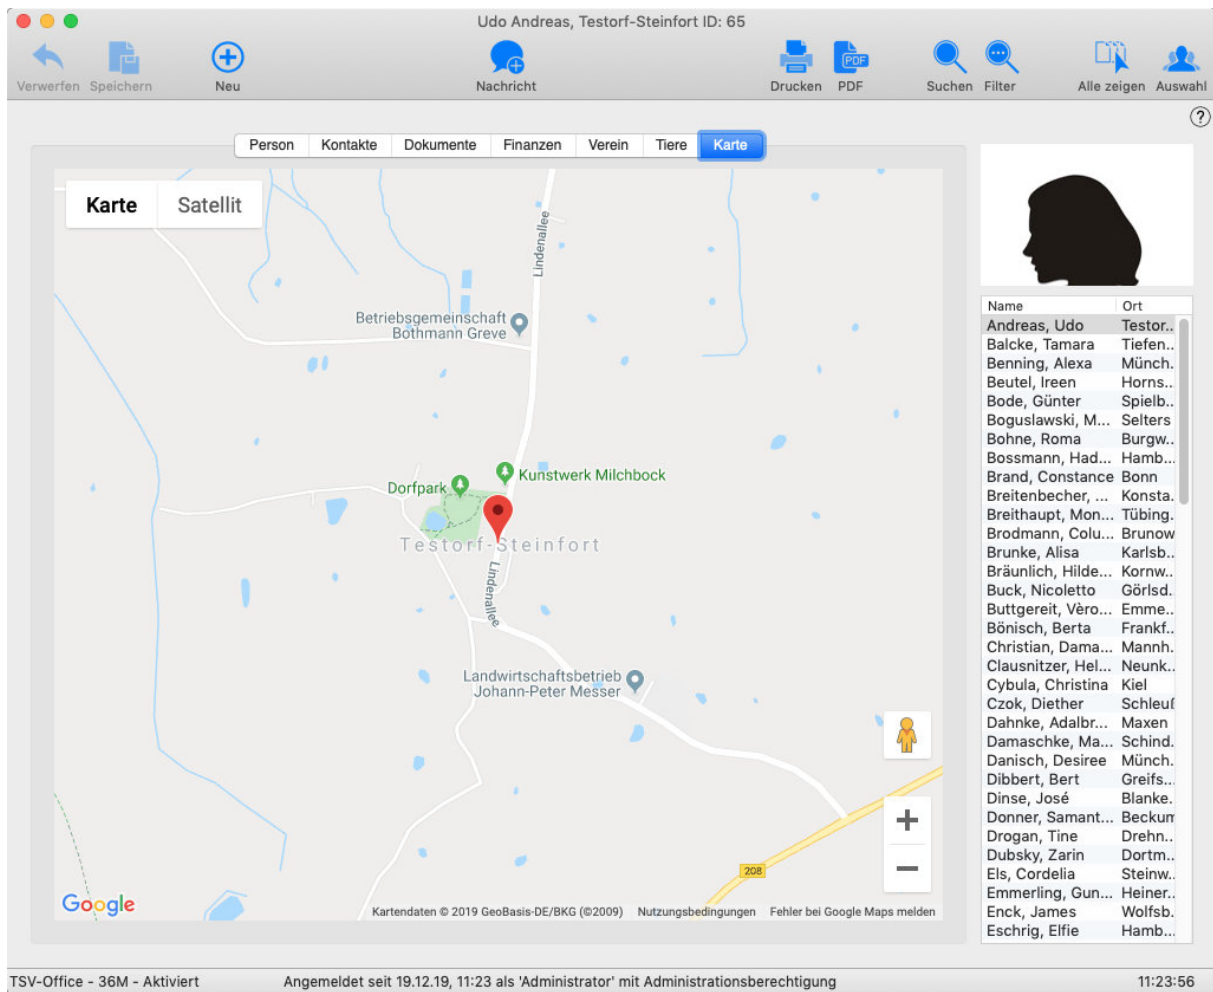 Udo Andreas, Testorf-Steinfort ID: 65
Verwerfen Speichern Neu Nachricht Drucken PDF Suchen Filter Alle zeigen Auswahl
PDF
?
Person Kontakte Dokumente Finanzen Verein Tiere Karte
Karte Satellit
Lindenallee
Betriebsgemeinschaft
Bothmann Greve
Kunstwerk Milchbock
Dorfpark
Testorf-Steinfort
Lindenallee
Landwirtschaftsbetrieb
Johann-Peter Messer
208
Google
Kartendaten © 2019 GeoBasis-DE/BKG (©2009) Nutzungsbedingungen Fehler bei Google Maps melden
Name Ort
Andreas, Udo Testor...
Balcke, Tamara Tiefen...
Benning, Alexa Münch.
Beutel, Ireen Horns...
Bode, Günter Spielb...
Boguslawski, M... Selters
Bohne, Roma Burgw...
Bossmann, Had... Hamb...
Brand, Constance Bonn
Breitenbecher, ... Konsta.
Breithaupt, Mon... Tübing.
Brodmann, Colu... Brunow
Brunke, Alisa Karlsb...
Bräunlich, Hilde... Kornw...
Buck, Nicoletto Görlsd...
Buttgereit, Vèro... Emme...
Bönisch, Berta Frankf...
Christian, Dama... Mannh.
Clausnitzer, Hel... Neunk...
Cybula, Christina Kiel
Czok, Diether Schleuß
Dahnke, Adalbr... Maxen
Damaschke, Ma... Schind.
Danisch, Desiree Münch.
Dibbert, Bert Greifs...
Dinse, José Blanke.
Donner, Samant... Beckum
Drogan, Tine Drehn...
Dubsky, Zarin Dortm...
Els, Cordelia Steinw...
Emmerling, Gun... Heiner...
Enck, James Wolfsb.
Eschrig, Elfie Hamb...
TSV-Office - 36M - Aktiviert Angemeldet seit 19.12.19, 11:23 als 'Administrator' mit Administrationsberechtigung 11:23:56